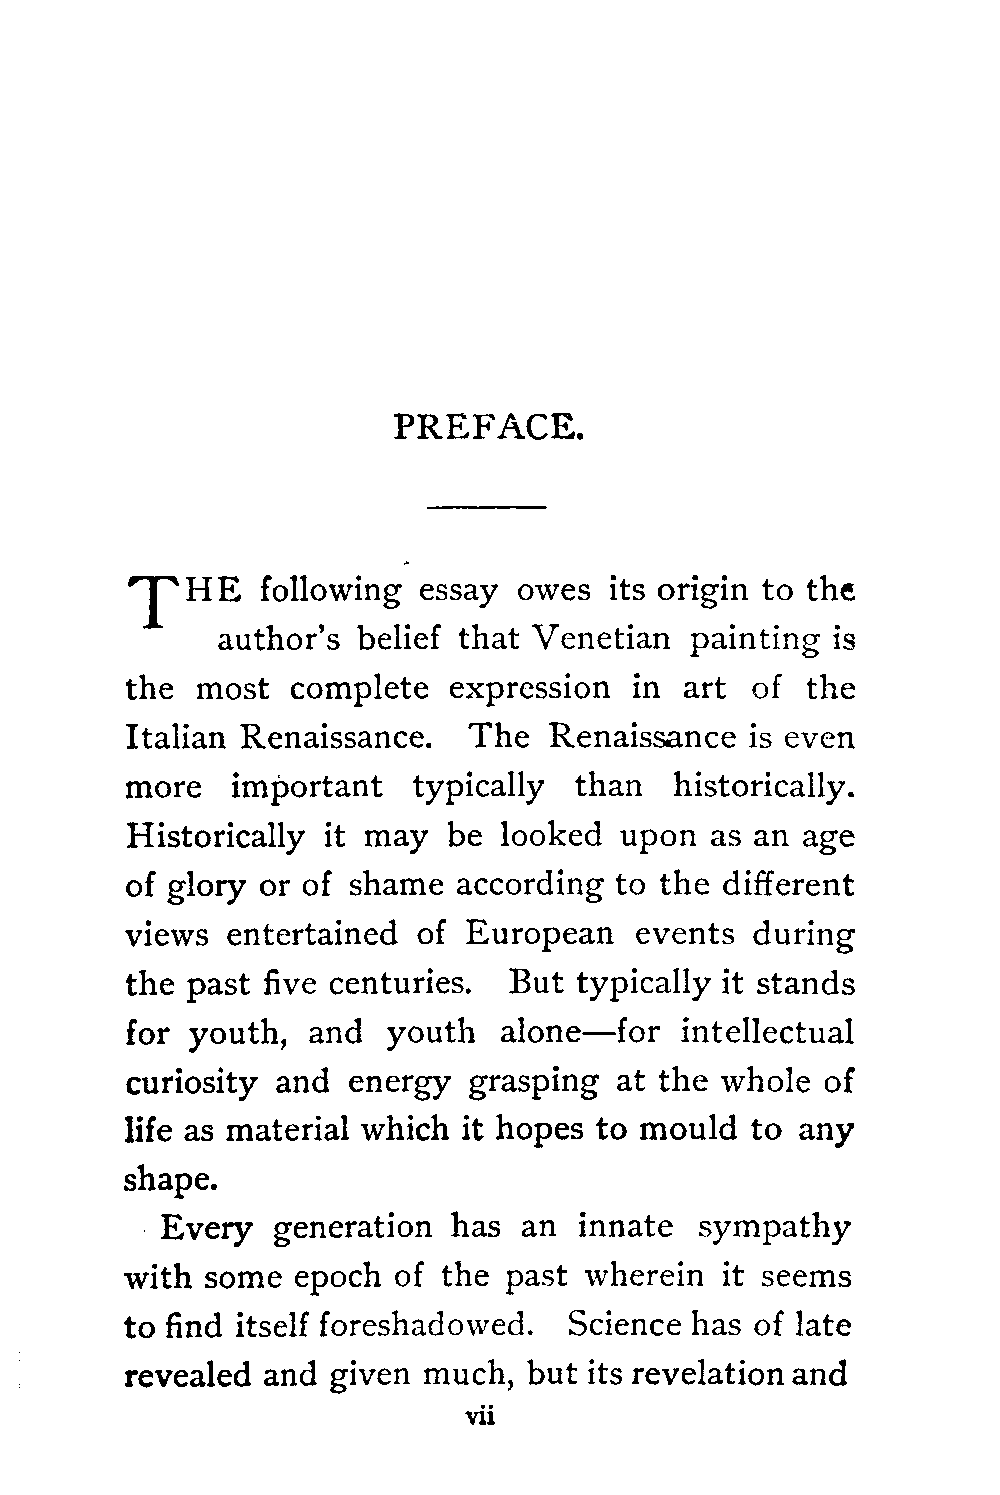 PREFACE.
THE following essay owes its origin to the
author's belief that Venetian painting is
the most complete expression in art of the
Italian Renaissance. The Renaissance is even
more important typically than historically.
Historically it may be looked upon as an age
of glory or of shame according to the different
views entertained of European events during
the past five centuries. But typically it stands
for youth, and youth alone—for intellectual
curiosity and energy grasping at the whole of
life as material which it hopes to mould to any
shape.
Every generation has an innate sympathy
with some epoch of the past wherein it seems
to find itself foreshadowed. Science has of late
revealed and given much, but its revelation and
vii